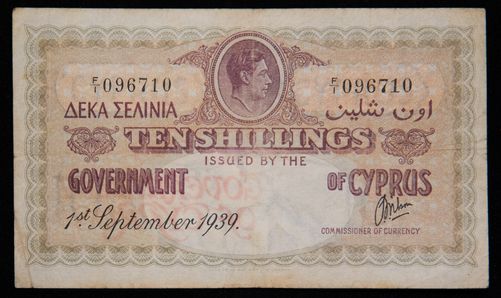 F/1 096710 F/1 096710
ΔΕΚΑ ΣΕΛΙΝΙΑ اون شلين
TEN SHILLINGS
ISSUED BY THE
GOVERNMENT OF CYPRUS
1st September 1939.
COMMISSIONER OF CURRENCY